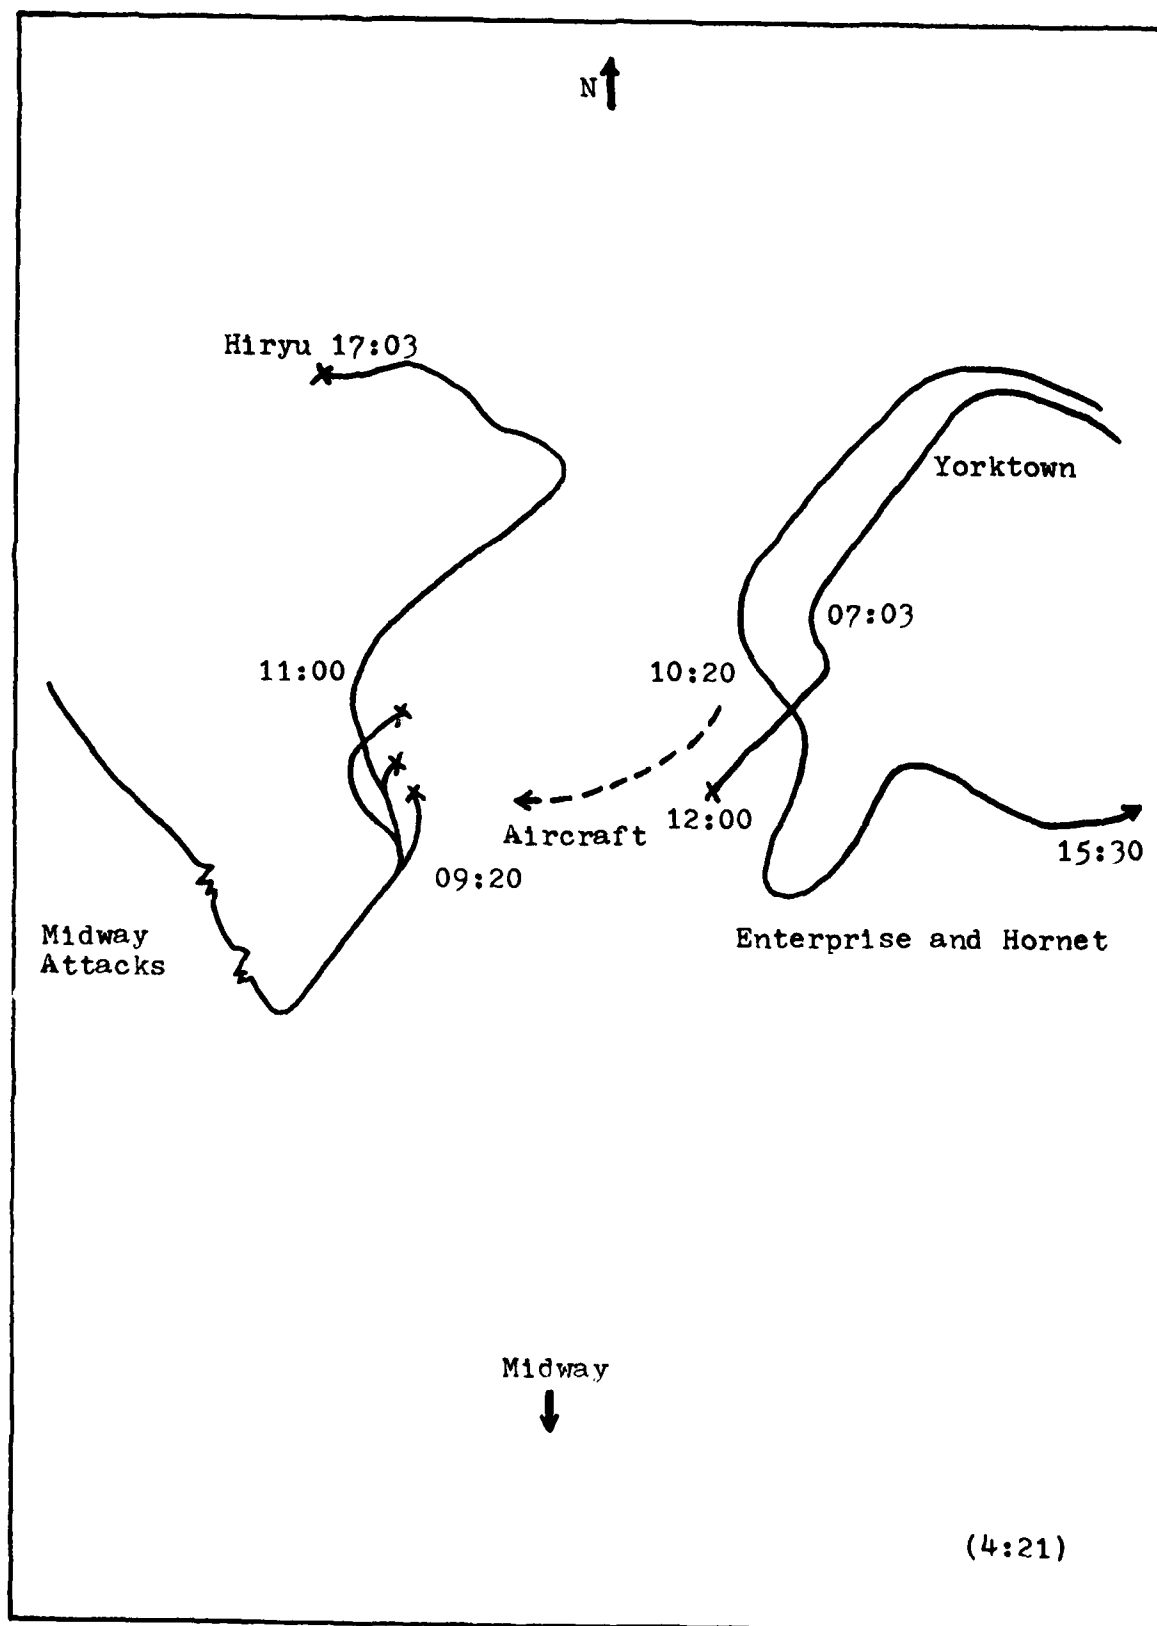 N
Hiryu 17:03
Yorktown
07:03
11:00
10:20
Aircraft
12:00
15:30
09:20
Midway
Attacks
Enterprise and Hornet
Midway
(4:21)